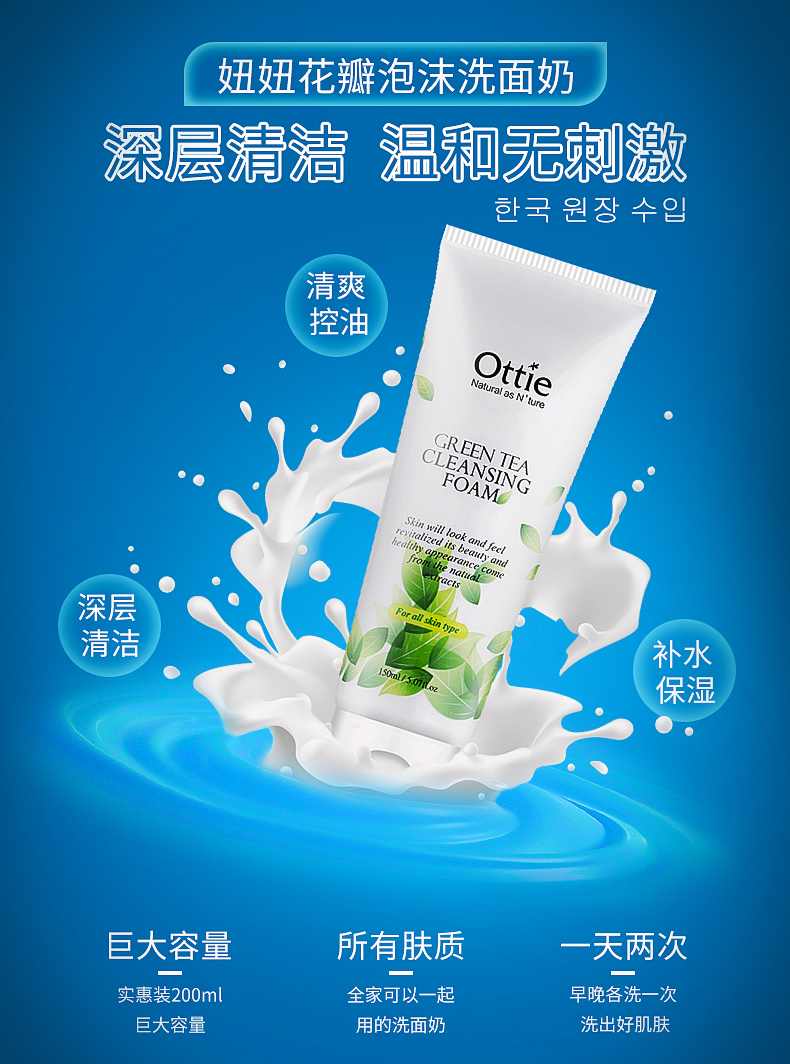 妞妞花瓣泡沫洗面奶
深层清洁 温和无刺激
한국 원장 수입
清爽
控油
Ottie
Natural as N'ture
GREEN TEA
CLEANSING
FOAM
Skin will look and feel
revitalized its beauty and
healthy appearance come
from the natural
extracts
For all skin type
150ml / 5.07fl.oz
深层
清洁
补水
保湿
巨大容量
实惠装200ml
巨大容量
所有肤质
全家可以一起
用的洗面奶
一天两次
早晚各洗一次
洗出好肌肤